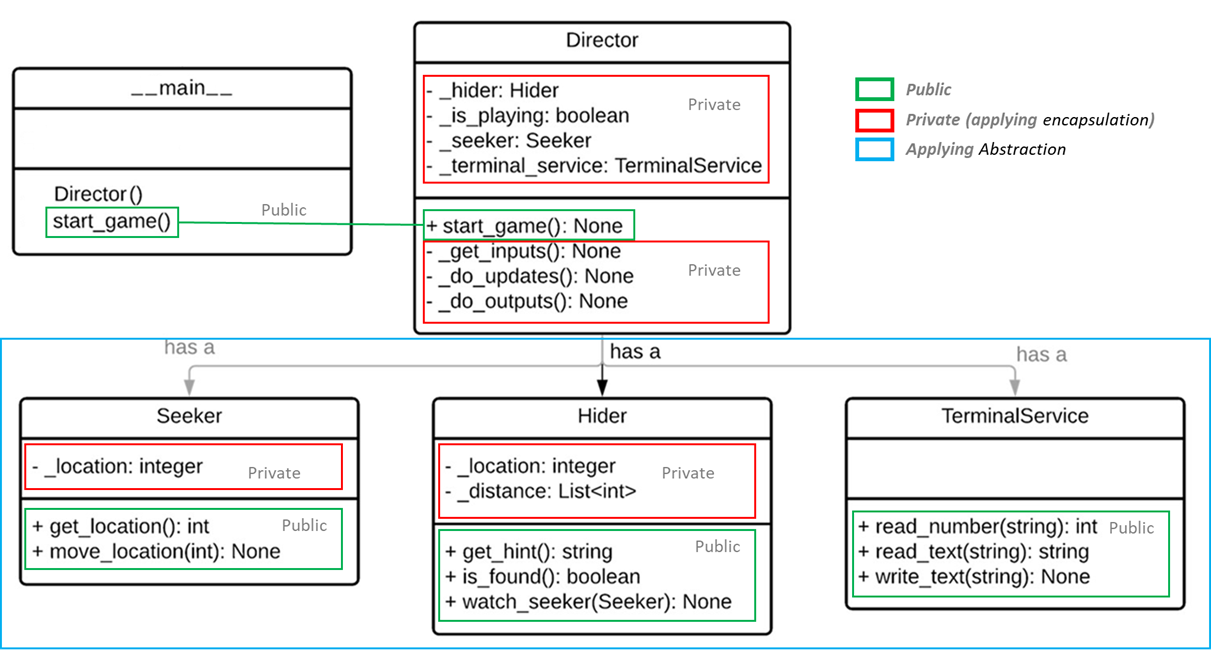 Director
- _hider: Hider
- _is_playing: boolean
- _seeker: Seeker
- _terminal_service: TerminalService
Private
+ start_game(): None
- _get_inputs(): None
- _do_updates(): None
- _do_outputs(): None
Private
__main__
Director()
start_game()
Public
Public
Private (applying encapsulation)
Applying Abstraction
has a
has a
has a
Seeker
- _location: integer
Private
+ get_location(): int
+ move_location(int): None
Public
Hider
- _location: integer
- _distance: List<int>
Private
+ get_hint(): string
+ is_found(): boolean
+ watch_seeker(Seeker): None
Public
TerminalService
+ read_number(string): int
+ read_text(string): string
+ write_text(string): None
Public